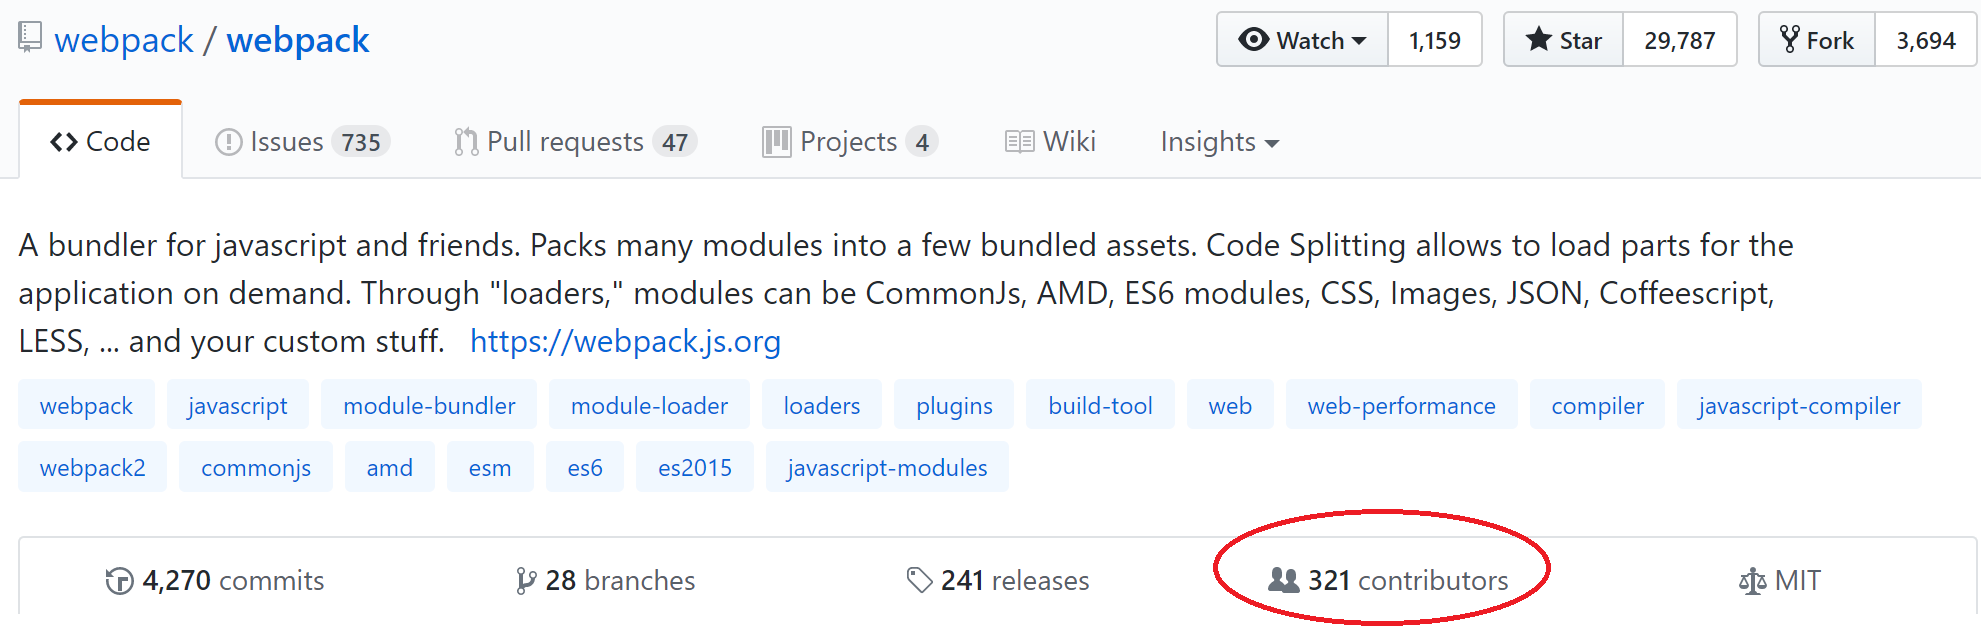 webpack / webpack Watch 1,159 Star 29,787 Fork 3,694
Code Issues 735 Pull requests 47 Projects 4 Wiki Insights
A bundler for javascript and friends. Packs many modules into a few bundled assets. Code Splitting allows to load parts for the
application on demand. Through "loaders," modules can be CommonJs, AMD, ES6 modules, CSS, Images, JSON, Coffeescript,
LESS, ... and your custom stuff. https://webpack.js.org
webpack javascript module-bundler module-loader loaders plugins build-tool web web-performance compiler javascript-compiler
webpack2 commonjs amd esm es6 es2015 javascript-modules
4,270 commits 28 branches 241 releases 321 contributors MIT